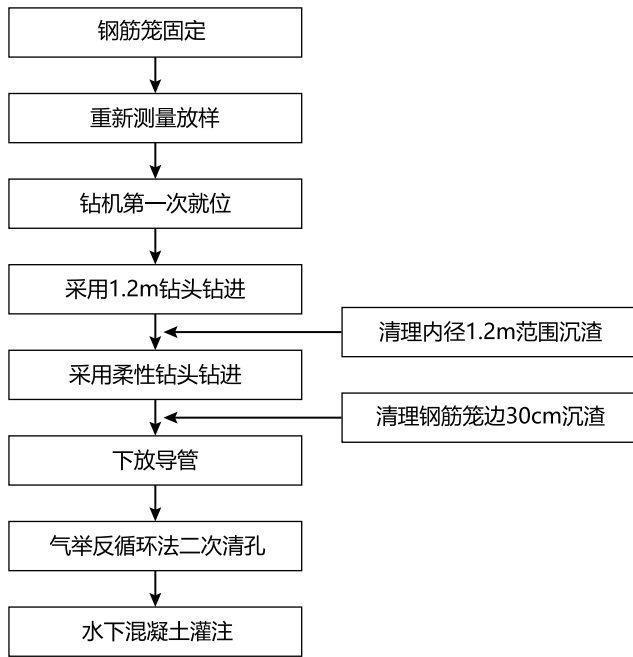 钢筋笼固定
重新测量放样
钻机第一次就位
采用1.2m钻头钻进
清理内径1.2m范围沉渣
采用柔性钻头钻进
清理钢筋笼边30cm沉渣
下放导管
气举反循环法二次清孔
水下混凝土灌注